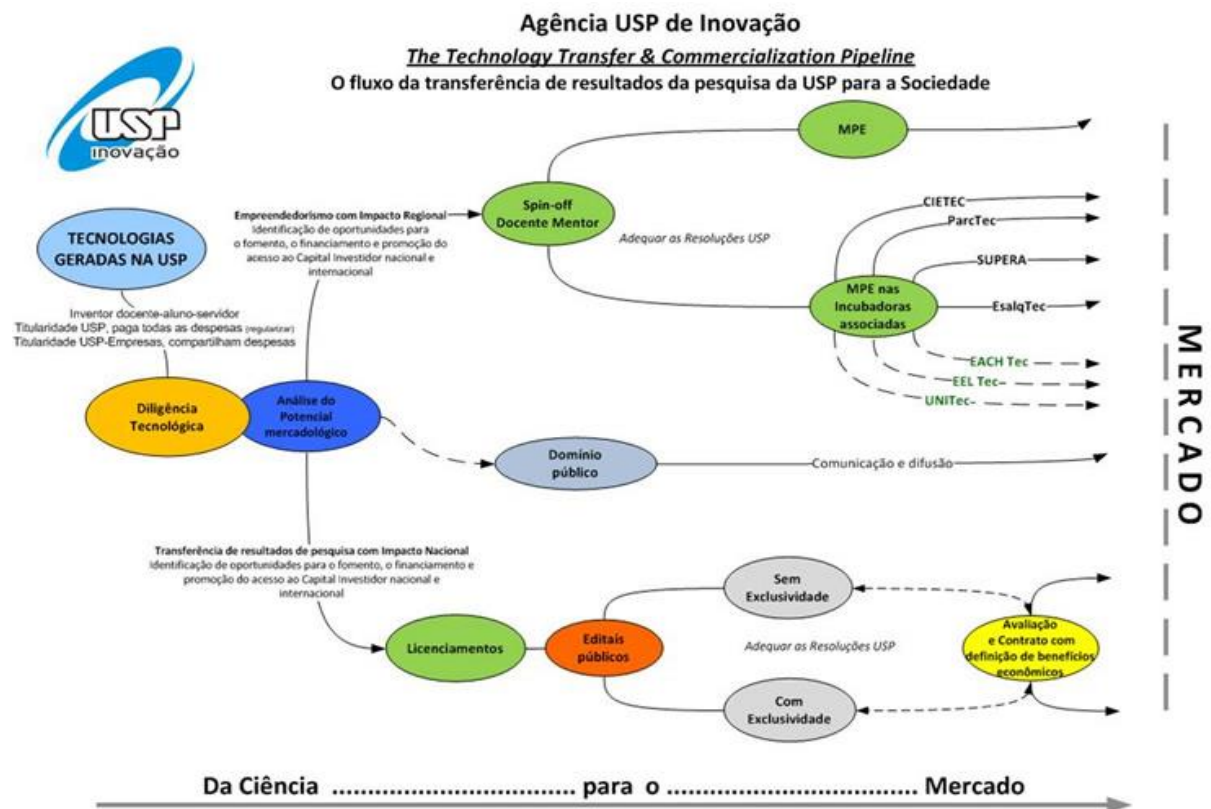 Agência USP de Inovação
The Technology Transfer & Commercialization Pipeline
O fluxo da transferência de resultados da pesquisa da USP para a Sociedade
USP
inovação
MPE
Empreendedorismo com Impacto Regional
Identificação de oportunidades para
o fomento, o financiamento e promoção do
acesso ao Capital Investidor nacional e
internacional
Spin-off
Docente Mentor
Adequar as Resoluções USP
CIETEC
ParcTec
SUPERA
MPE nas
Incubadoras
associadas
EsalqTec
EACH Tec
EEL Tec
UNITec
TECNOLOGIAS
GERADAS NA USP
Inventor docente-aluno-servidor
Titularidade USP, paga todas as despesas (regularizar)
Titularidade USP-Empresas, compartilham despesas
Diligência
Tecnológica
Análise do
Potencial
mercadológico
Domínio
público
Comunicação e difusão
Transferência de resultados de pesquisa com Impacto Nacional
Identificação de oportunidades para o fomento, o financiamento e
promoção do acesso ao Capital Investidor nacional e
internacional
Licenciamentos
Editais
públicos
Sem
Exclusividade
Adequar as Resoluções USP
Com
Exclusividade
Avaliação
e Contrato com
definição de benefícios
econômicos
MERCADO
Da Ciência ................................ para o ................................ Mercado